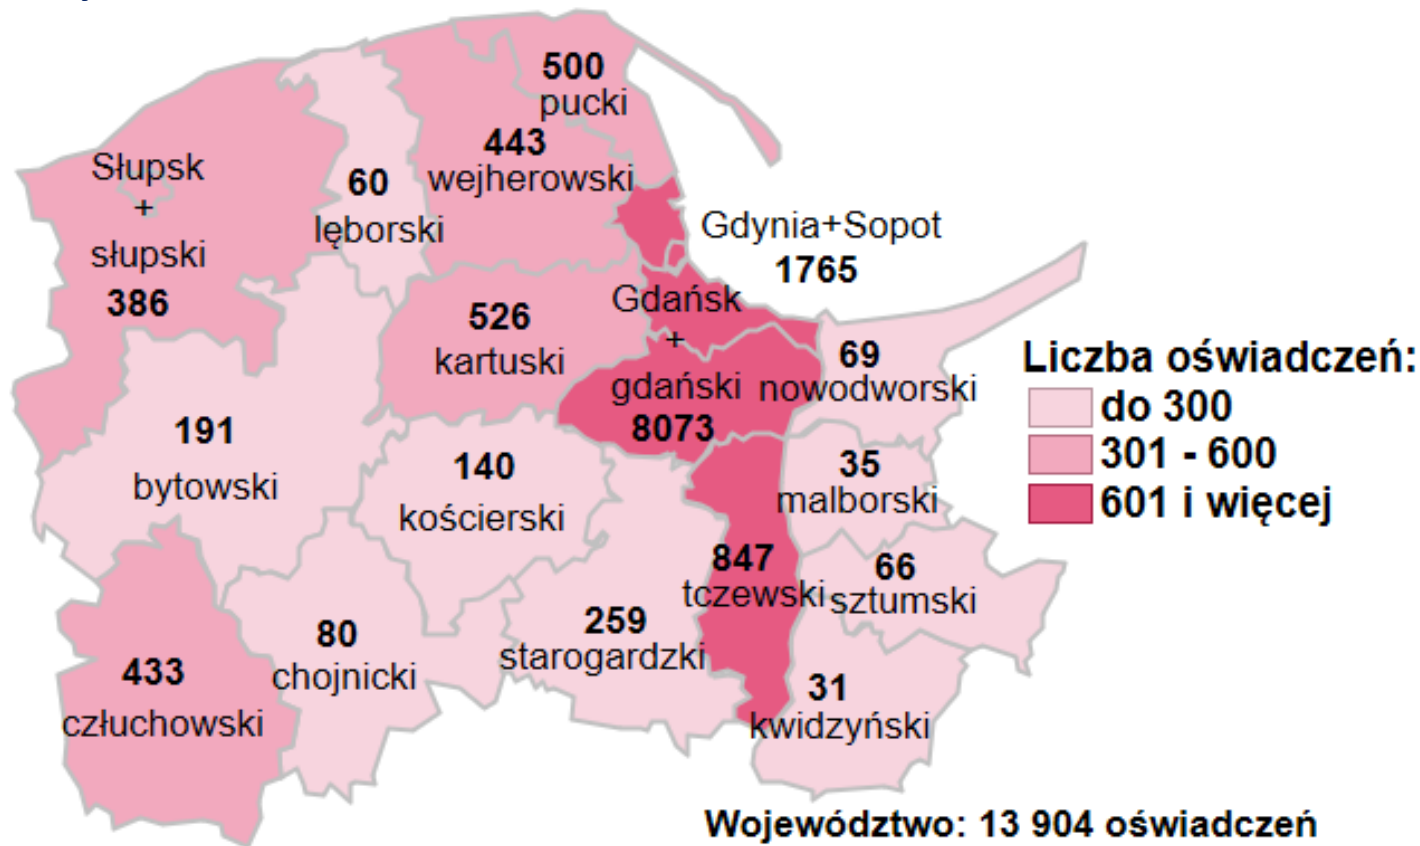 500
pucki
443
wejherowski
Słupsk
+
słupski
386
60
lęborski
Gdynia+Sopot
1765
Gdańsk
+
gdański
8073
526
kartuski
69
nowodworski
191
bytowski
140
kościerski
35
malborski
847
tczewski
66
sztumski
259
starogardzki
80
chojnicki
433
człuchowski
31
kwidzyński
Liczba oświadczeń:
do 300
301 - 600
601 i więcej
Województwo: 13 904 oświadczeń